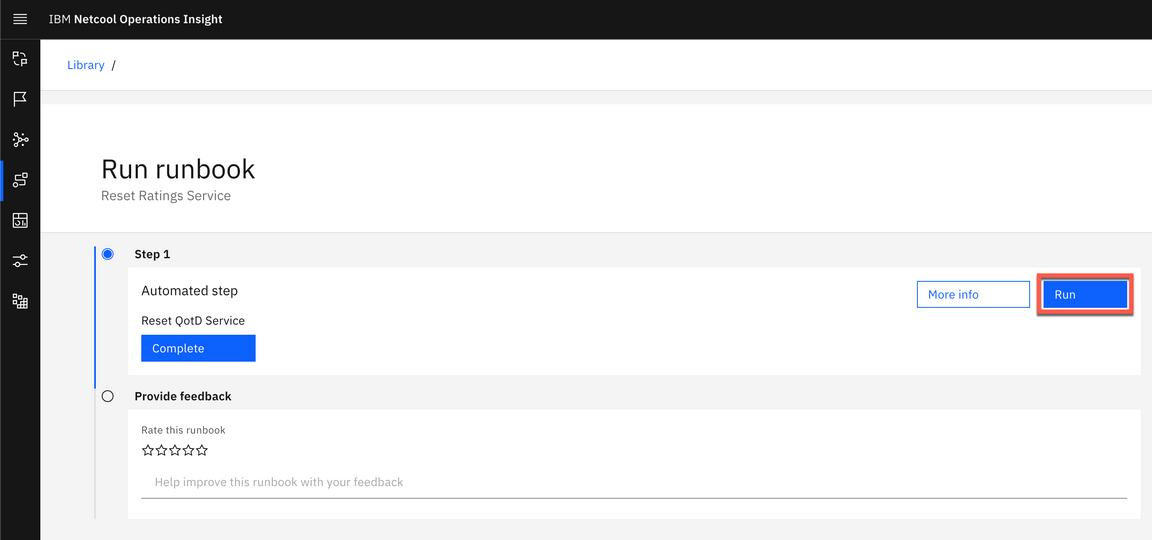 IBM Netcool Operations Insight
Library /
Run runbook
Reset Ratings Service
Step 1
Automated step
More info
Run
Reset QotD Service
Complete
Provide feedback
Rate this runbook
Help improve this runbook with your feedback